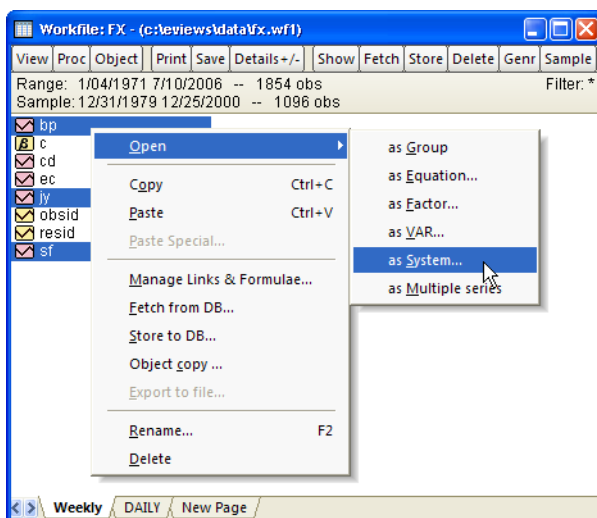 Workfile: FX - (c:\eviews\data\fx.wf1)
View Proc Object Print Save Details+/- Show Fetch Store Delete Genr Sample
Range: 1/04/1971 7/10/2006 -- 1854 obs Filter: *
Sample: 12/31/1979 12/25/2000 -- 1096 obs
bp
β c
cd
ec
jy
obsid
resid
sf
Open
Copy Ctrl+C
Paste Ctrl+V
Paste Special...
Manage Links & Formulae...
Fetch from DB...
Store to DB...
Object copy ...
Export to file...
Rename... F2
Delete
as Group
as Equation...
as Factor...
as VAR...
as System...
as Multiple series
Weekly DAILY New Page